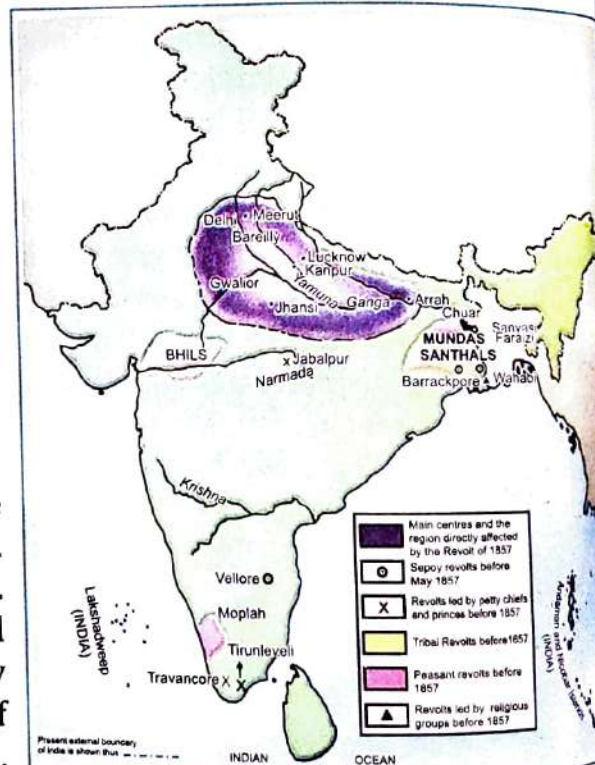 Delhi
Meerut
Bareilly
Lucknow
Kanpur
Gwalior
Yamuna
Ganga
Jhansi
Arrah
Chuar
Sanyasi
Faraizi
MUNDAS
SANTHALS
BHILS
Jabalpur
Narmada
Barrackpore
Wahabi
Krishna
Vellore
Moplah
Tirunleveli
Travancore X
X
Lakshadweep
(INDIA)
Andaman and Nicobar Islands
(INDIA)
Main centres and the
region directly affected
by the Revolt of 1857
Sepoy revolts before
May 1857
X Revolts led by petty chiefs
and princes before 1857
Tribal Revolts before1857
Peasant revolts before
1857
Revolts led by religious
groups before 1857
Present external boundary
of India is shown thus
INDIAN OCEAN